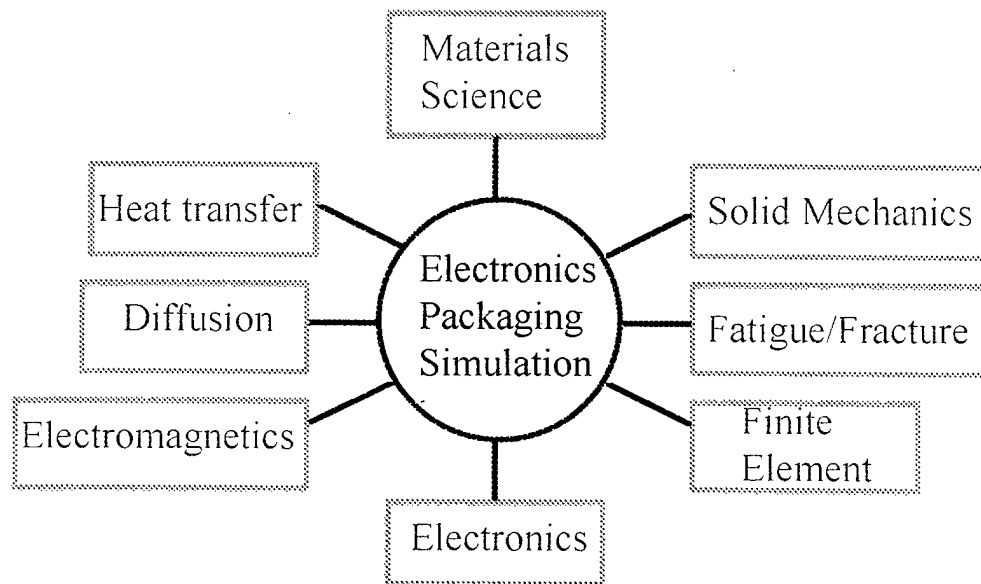 Materials
Science
Heat transfer
Solid Mechanics
Electronics
Packaging
Simulation
Diffusion
Fatigue/Fracture
Electromagnetics
Finite
Element
Electronics